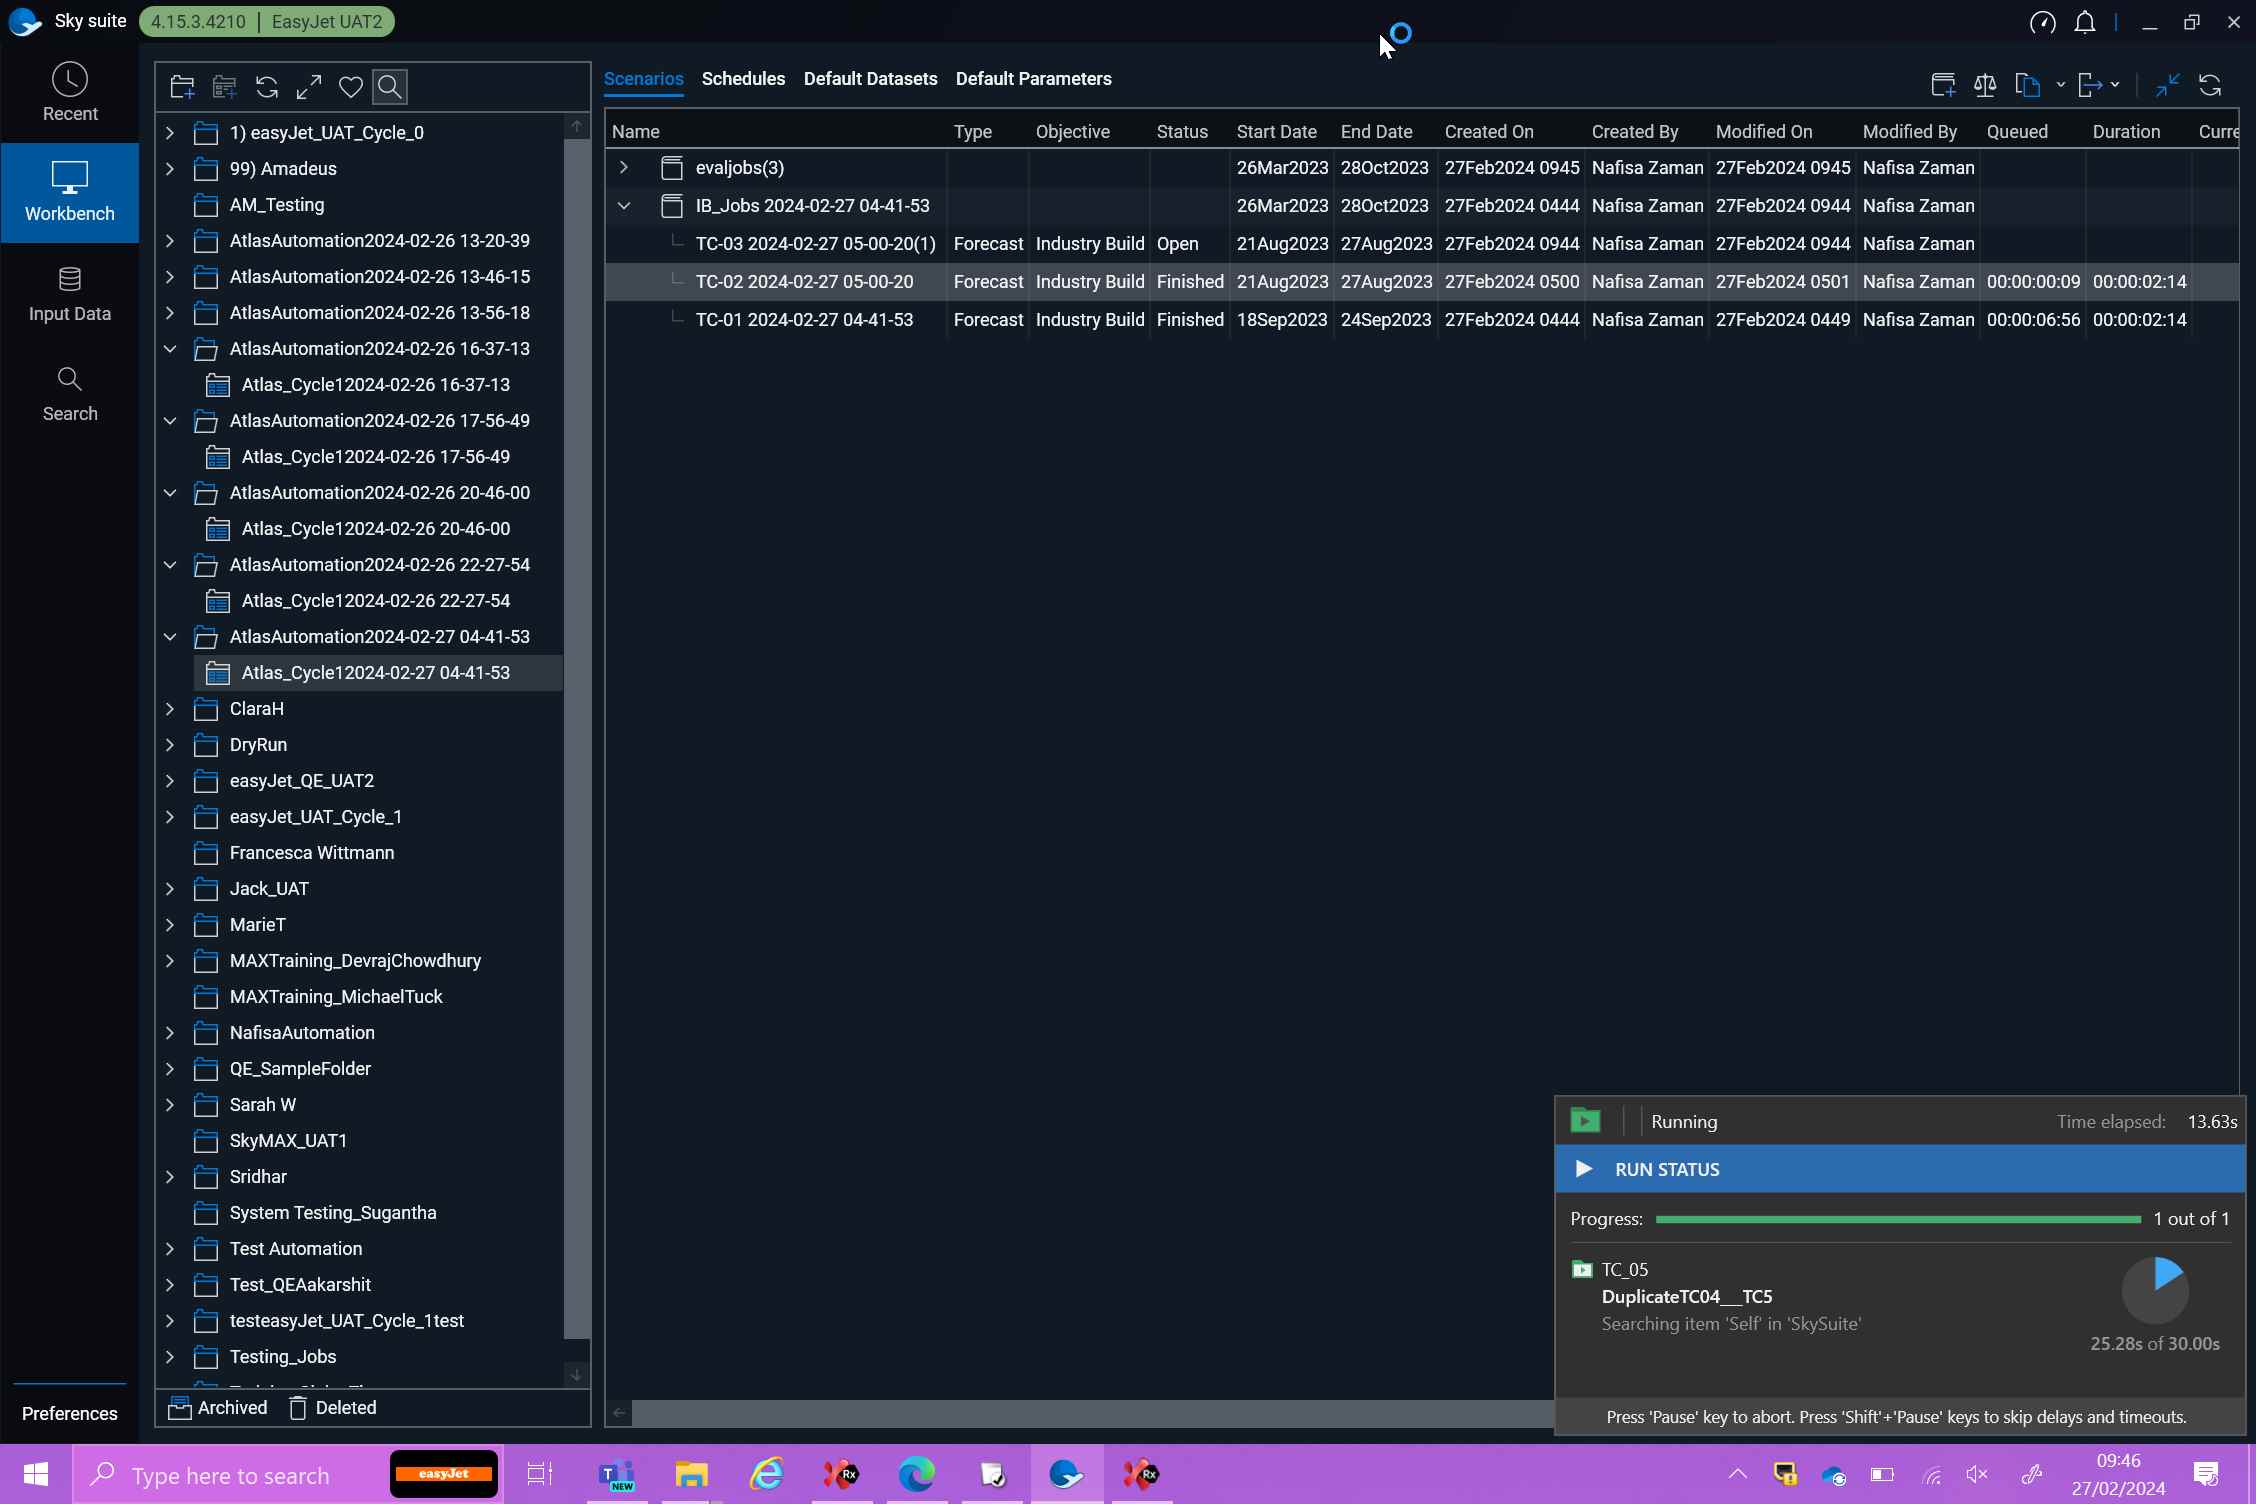 Sky suite 4.15.3.4210 | EasyJet UAT2
Recent
Workbench
Input Data
Search
Preferences
1) easyJet_UAT_Cycle_0
99) Amadeus
AM_Testing
AtlasAutomation2024-02-26 13-20-39
AtlasAutomation2024-02-26 13-46-15
AtlasAutomation2024-02-26 13-56-18
AtlasAutomation2024-02-26 16-37-13
Atlas_Cycle12024-02-26 16-37-13
AtlasAutomation2024-02-26 17-56-49
Atlas_Cycle12024-02-26 17-56-49
AtlasAutomation2024-02-26 20-46-00
Atlas_Cycle12024-02-26 20-46-00
AtlasAutomation2024-02-26 22-27-54
Atlas_Cycle12024-02-26 22-27-54
AtlasAutomation2024-02-27 04-41-53
Atlas_Cycle12024-02-27 04-41-53
ClaraH
DryRun
easyJet_QE_UAT2
easyJet_UAT_Cycle_1
Francesca Wittmann
Jack_UAT
MarieT
MAXTraining_DevrajChowdhury
MAXTraining_MichaelTuck
NafisaAutomation
QE_SampleFolder
Sarah W
SkyMAX_UAT1
Sridhar
System Testing_Sugantha
Test Automation
Test_QEAakarshit
testeasyJet_UAT_Cycle_1test
Testing_Jobs
Archived Deleted
Scenarios Schedules Default Datasets Default Parameters
Name Type Objective Status Start Date End Date Created On Created By Modified On Modified By Queued Duration Curre
evaljobs(3) 26Mar2023 28Oct2023 27Feb2024 0945 Nafisa Zaman 27Feb2024 0945 Nafisa Zaman
IB_Jobs 2024-02-27 04-41-53 26Mar2023 28Oct2023 27Feb2024 0444 Nafisa Zaman 27Feb2024 0944 Nafisa Zaman
TC-03 2024-02-27 05-00-20(1) Forecast Industry Build Open 21Aug2023 27Aug2023 27Feb2024 0944 Nafisa Zaman 27Feb2024 0944 Nafisa Zaman
TC-02 2024-02-27 05-00-20 Forecast Industry Build Finished 21Aug2023 27Aug2023 27Feb2024 0500 Nafisa Zaman 27Feb2024 0501 Nafisa Zaman 00:00:00:09 00:00:02:14
TC-01 2024-02-27 04-41-53 Forecast Industry Build Finished 18Sep2023 24Sep2023 27Feb2024 0444 Nafisa Zaman 27Feb2024 0449 Nafisa Zaman 00:00:06:56 00:00:02:14
Running Time elapsed: 13.63s
RUN STATUS
Progress: 1 out of 1
TC_05
DuplicateTC04__TC5
Searching item 'Self' in 'SkySuite'
25.28s of 30.00s
Press 'Pause' key to abort. Press 'Shift'+'Pause' keys to skip delays and timeouts.
Type here to search
easyJet
NEW
Rx
Rx
09:46
27/02/2024